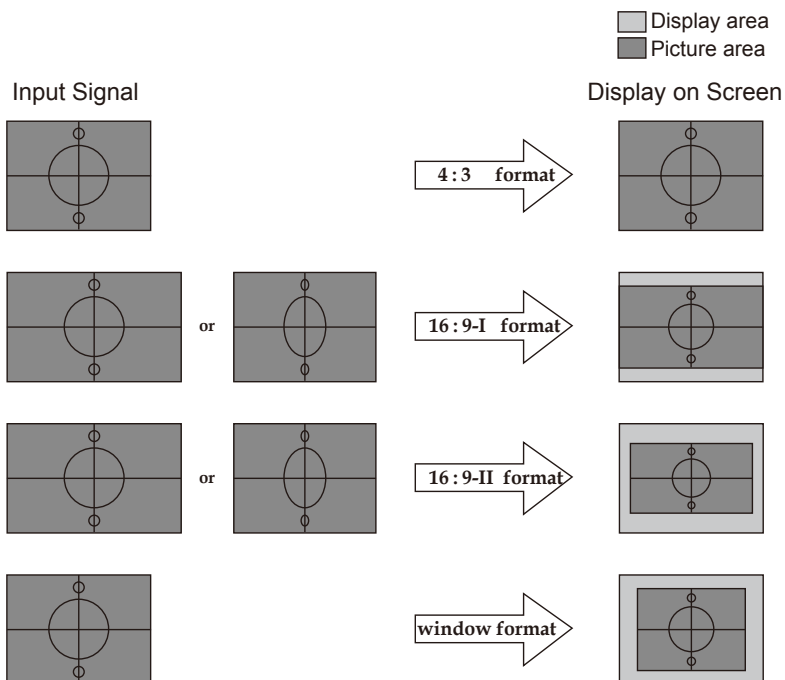 Display area
Picture area
Input Signal
Display on Screen
4 : 3 format
or
16 : 9-I format
or
16 : 9-II format
window format